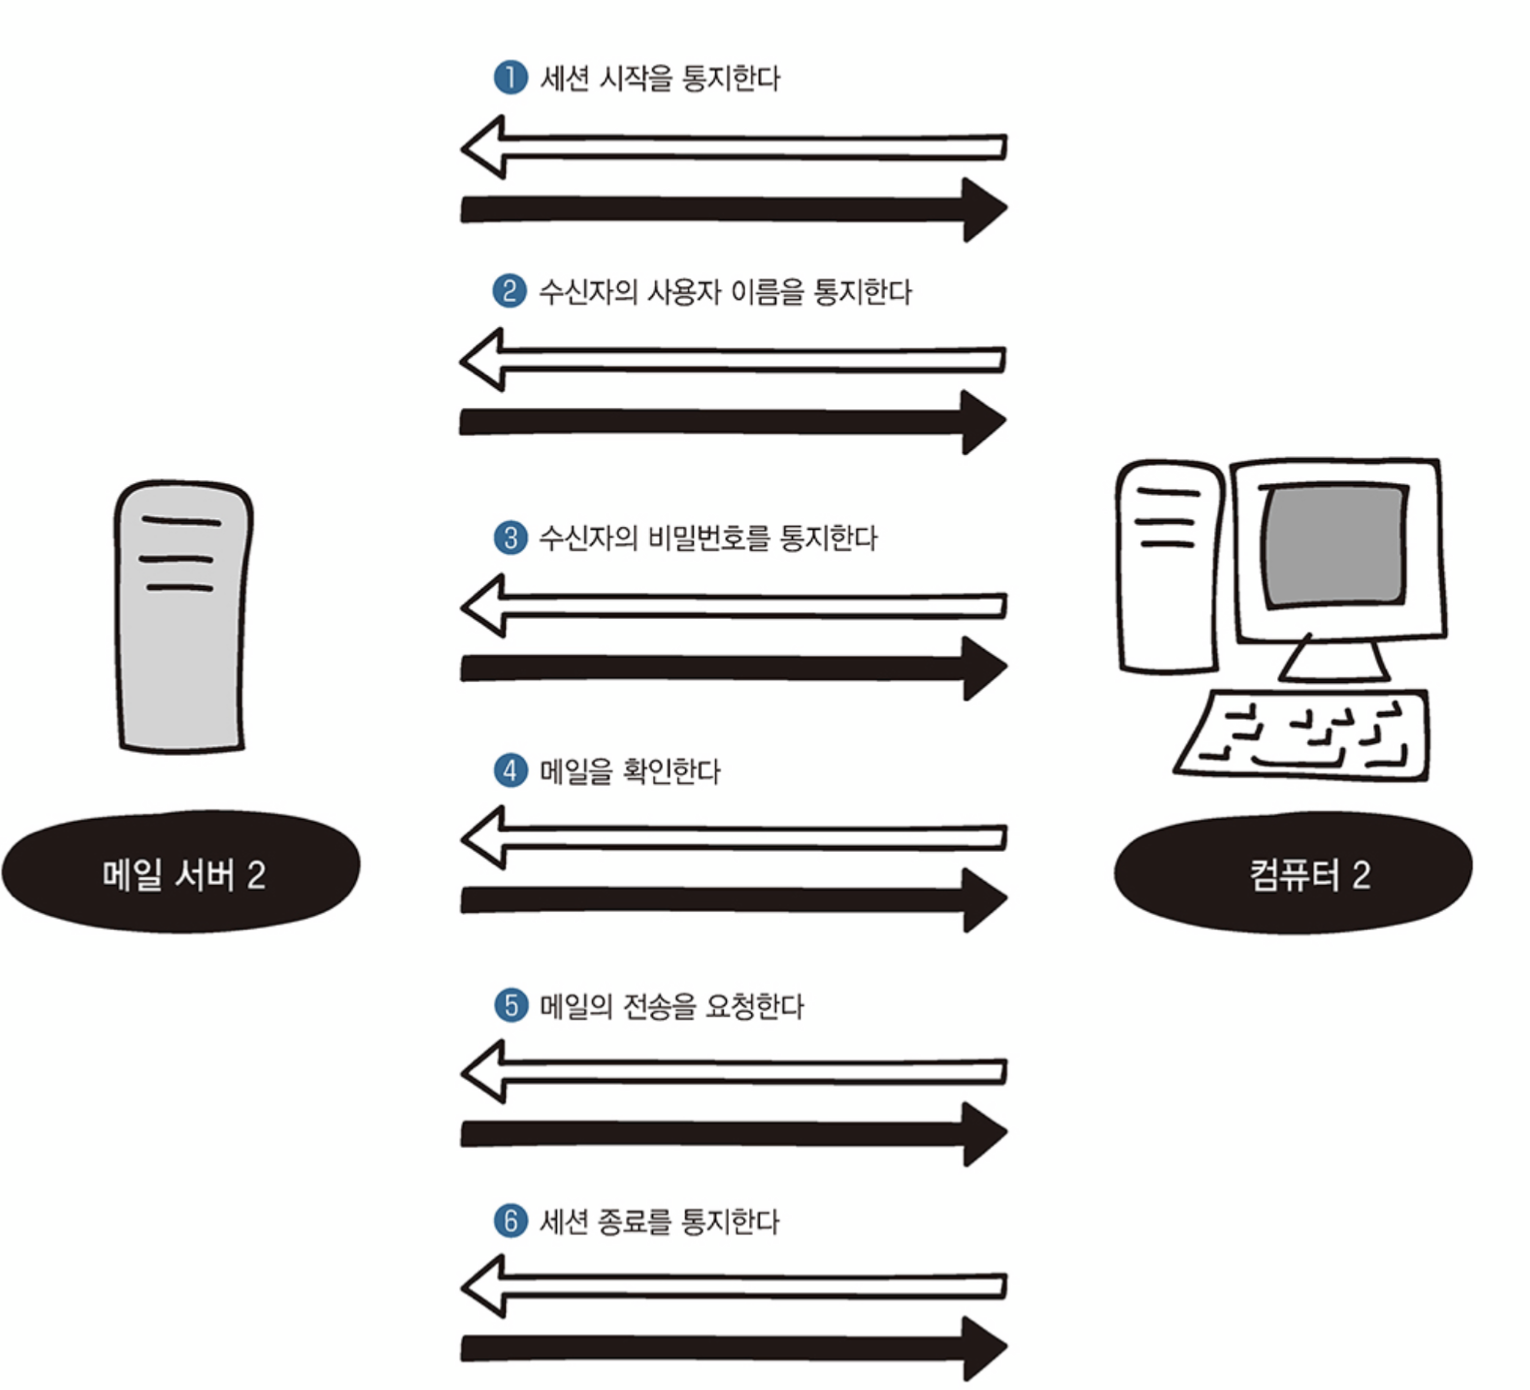 1 세션 시작을 통지한다
2 수신자의 사용자 이름을 통지한다
3 수신자의 비밀번호를 통지한다
4 메일을 확인한다
메일 서버 2
컴퓨터 2
5 메일의 전송을 요청한다
6 세션 종료를 통지한다